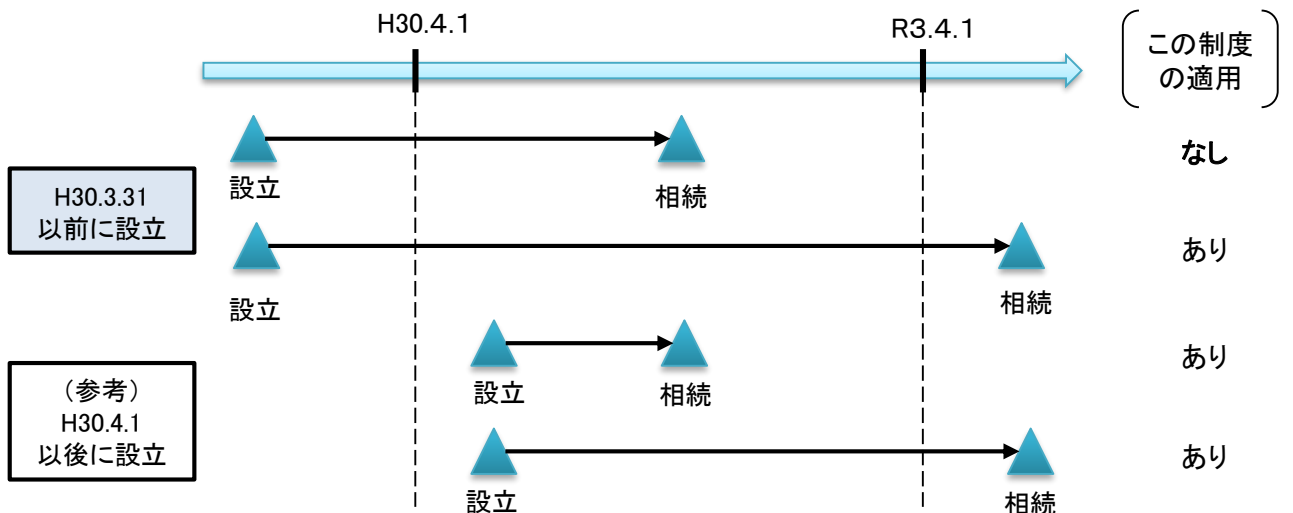 H30.4.1
R3.4.1
この制度
の適用
なし
設立
相続
H30.3.31
以前に設立
あり
設立
相続
あり
設立
相続
（参考）
H30.4.1
以後に設立
あり
設立
相続